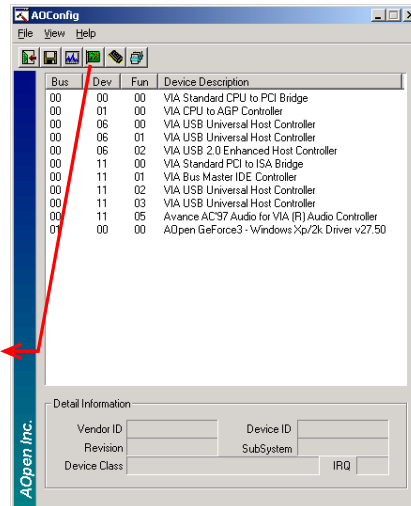 AOConfig
File View Help
Bus Dev Fun Device Description
00 00 00 VIA Standard CPU to PCI Bridge
00 01 00 VIA CPU to AGP Controller
00 06 00 VIA USB Universal Host Controller
00 06 01 VIA USB Universal Host Controller
00 06 02 VIA USB 2.0 Enhanced Host Controller
00 11 00 VIA Standard PCI to ISA Bridge
00 11 01 VIA Bus Master IDE Controller
00 11 02 VIA USB Universal Host Controller
00 11 03 VIA USB Universal Host Controller
00 11 05 Avance AC'97 Audio for VIA (R) Audio Controller
01 00 00 AOpen GeForce3 - Windows Xp/2k Driver v27.50
Detail Information
Vendor ID Device ID
Revision SubSystem
Device Class IRQ
AOpen Inc.